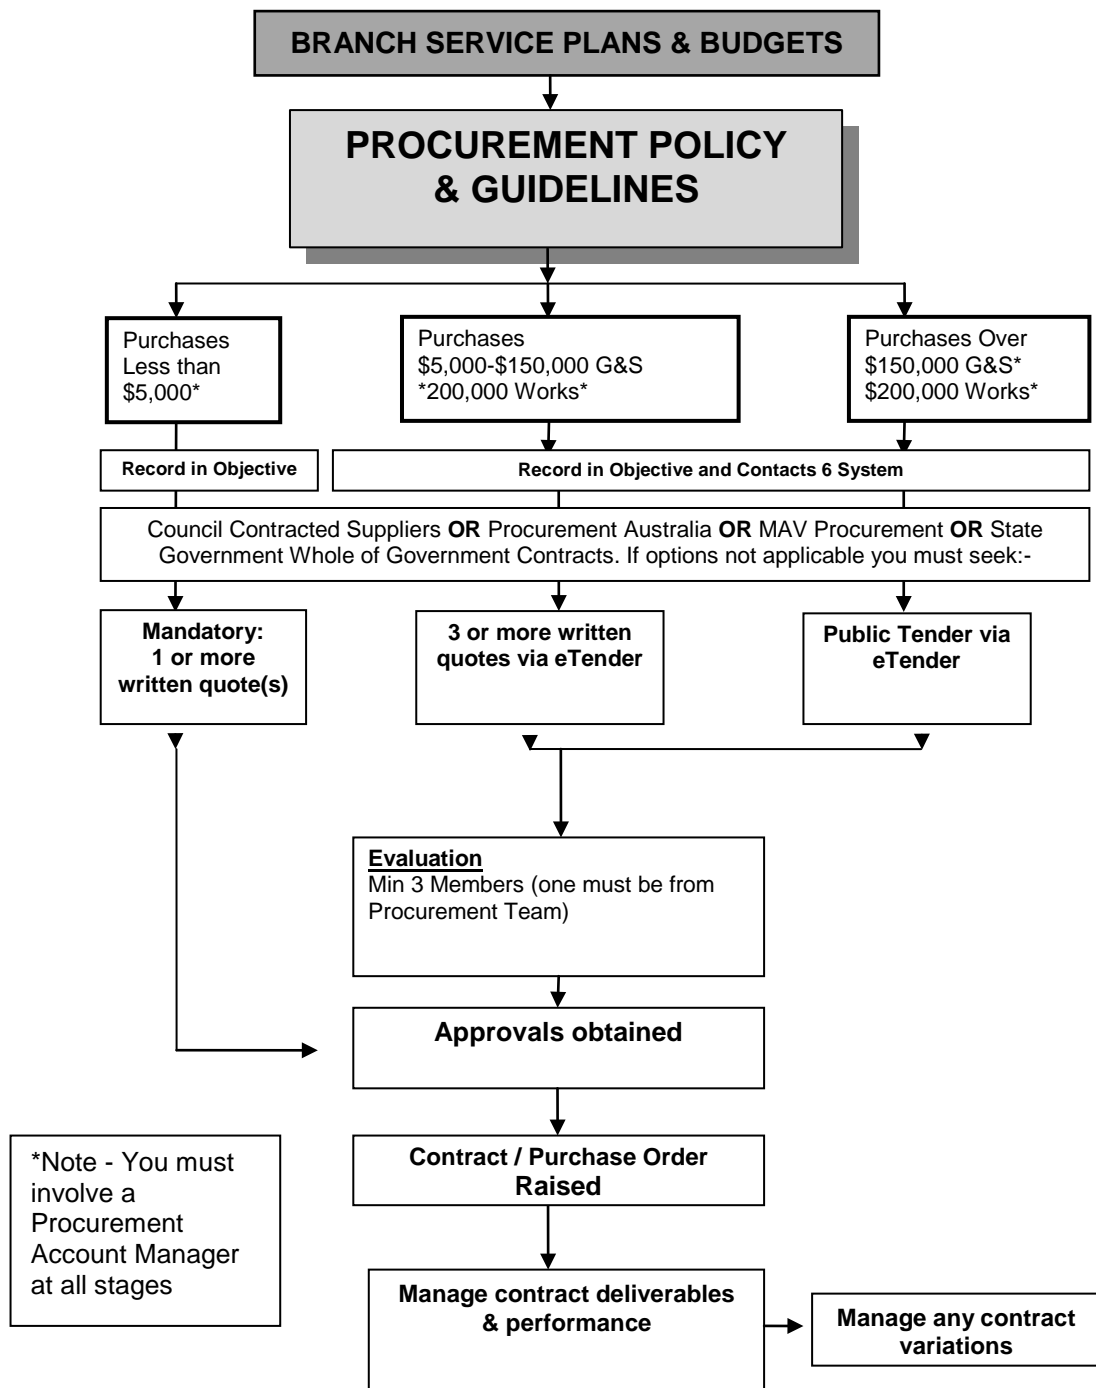 BRANCH SERVICE PLANS & BUDGETS
PROCUREMENT POLICY
& GUIDELINES
Purchases
Less than
$5,000*
Purchases
$5,000-$150,000 G&S
*200,000 Works*
Purchases Over
$150,000 G&S*
$200,000 Works*
Record in Objective
Record in Objective and Contacts 6 System
Council Contracted Suppliers OR Procurement Australia OR MAV Procurement OR State
Government Whole of Government Contracts. If options not applicable you must seek:-
Mandatory:
1 or more
written quote(s)
3 or more written
quotes via eTender
Public Tender via
eTender
Evaluation
Min 3 Members (one must be from
Procurement Team)
Approvals obtained
Contract / Purchase Order
Raised
*Note - You must
involve a
Procurement
Account Manager
at all stages
Manage contract deliverables
& performance
Manage any contract
variations